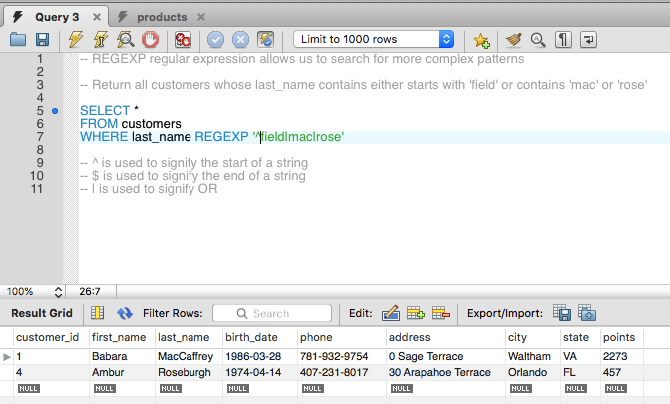 Query 3 products
Limit to 1000 rows
1 -- REGEXP regular expression allows us to search for more complex patterns
2
3 -- Return all customers whose last_name contains either starts with 'field' or contains 'mac' or 'rose'
4
5 SELECT *
6 FROM customers
7 WHERE last_name REGEXP '^field|mac|rose'
8
9 -- ^ is used to signify the start of a string
10 -- $ is used to signify the end of a string
11 -- | is used to signify OR
100% 26:7
Result Grid Filter Rows: Search Edit: Export/Import:
customer_id first_name last_name birth_date phone address city state points
1 Babara MacCaffrey 1986-03-28 781-932-9754 0 Sage Terrace Waltham VA 2273
4 Ambur Roseburgh 1974-04-14 407-231-8017 30 Arapahoe Terrace Orlando FL 457
NULL NULL NULL NULL NULL NULL NULL NULL NULL